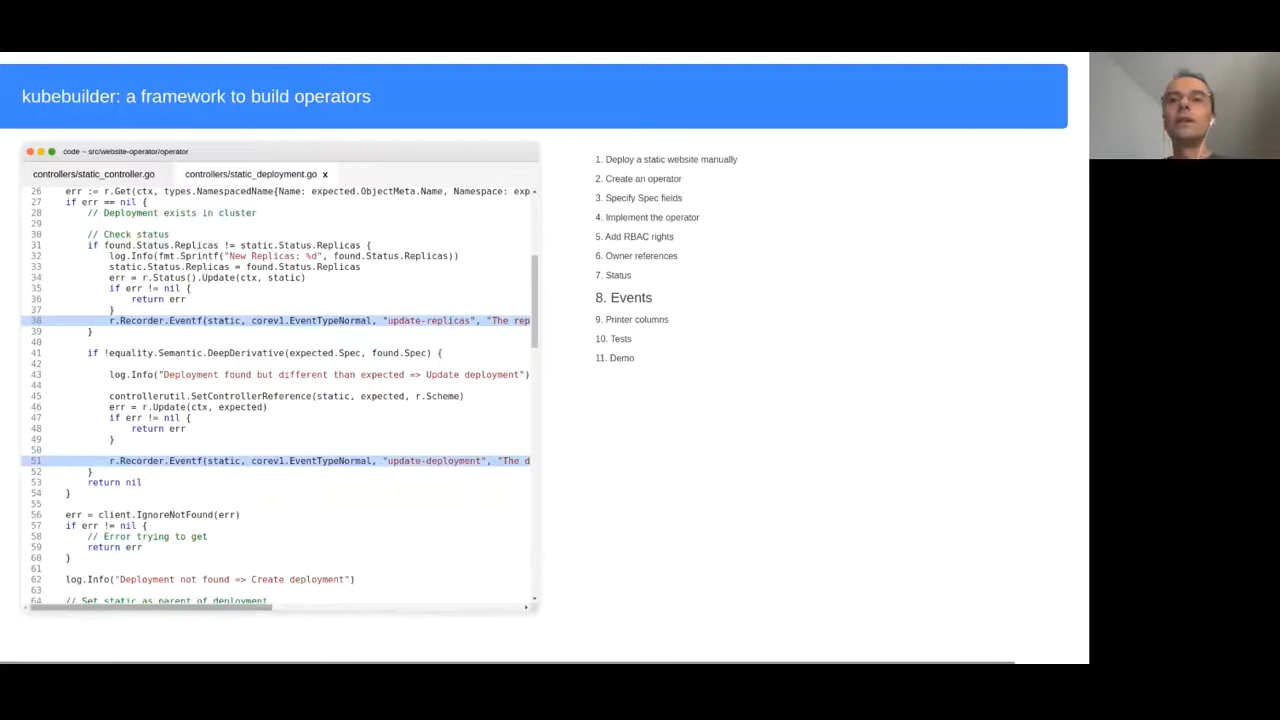 kubebuilder: a framework to build operators
code – src/website-operator/operator
controllers/static_controller.go controllers/static_deployment.go x
26 err := r.Get(ctx, types.NamespacedName{Name: expected.ObjectMeta.Name, Namespace: exp
27 if err == nil {
28 // Deployment exists in cluster
29
30 // Check status
31 if found.Status.Replicas != static.Status.Replicas {
32 log.Info(fmt.Sprintf("New Replicas: %d", found.Status.Replicas))
33 static.Status.Replicas = found.Status.Replicas
34 err = r.Status().Update(ctx, static)
35 if err != nil {
36 return err
37 }
38 r.Recorder.Eventf(static, corev1.EventTypeNormal, "update-replicas", "The rep
39 }
40
41 if !equality.Semantic.DeepDerivative(expected.Spec, found.Spec) {
42
43 log.Info("Deployment found but different than expected => Update deployment")
44
45 controllerutil.SetControllerReference(static, expected, r.Scheme)
46 err = r.Update(ctx, expected)
47 if err != nil {
48 return err
49 }
50
51 r.Recorder.Eventf(static, corev1.EventTypeNormal, "update-deployment", "The d
52 }
53 return nil
54 }
55
56 err = client.IgnoreNotFound(err)
57 if err != nil {
58 // Error trying to get
59 return err
60 }
61
62 log.Info("Deployment not found => Create deployment")
63
64 // Set static as parent of deployment
1. Deploy a static website manually
2. Create an operator
3. Specify Spec fields
4. Implement the operator
5. Add RBAC rights
6. Owner references
7. Status
8. Events
9. Printer columns
10. Tests
11. Demo